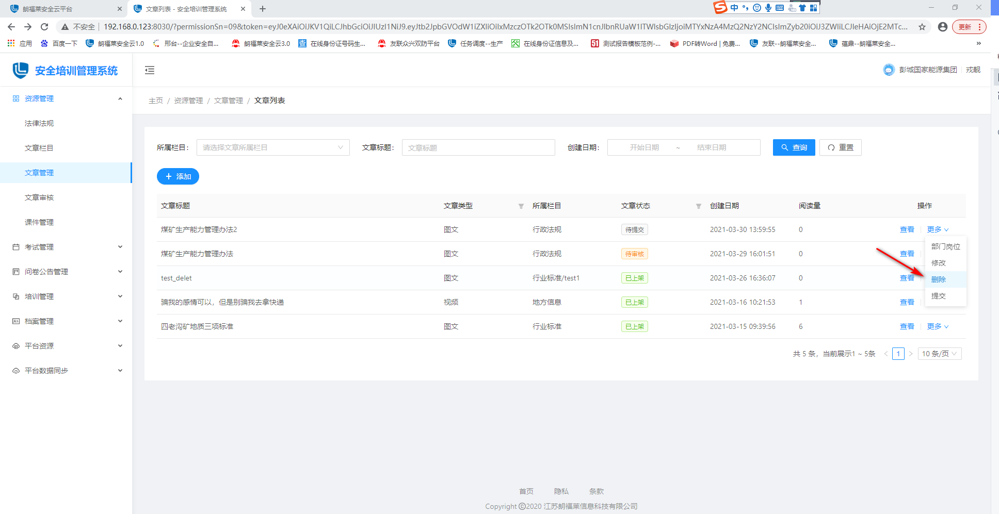 朗福莱安全云平台
文章列表 - 安全培训管理系统
中
不安全
192.168.0.123:8030/?permissionSn=09&token=eyJ0eXAiOiJKV1QiLCJhbGciOiJIUzI1NiJ9.eyJtb2JpbGVOdW1iZXIiOiIxMzczOTk2OTk0MSIsImN1cnJlbnRUaW1lTWlsbGlzIjoiMTYxNzA4MzQ2NzY2NCIsImZyb20iOiJ3ZWIiLCJleHAiOjE2MTc...
更新
应用
百度一下
朗福莱安全云1.0
邢台--企业安全自...
朗福莱安全云3.0
查 在线身份证号码生...
友联众兴双防平台
任务调度--生产
在线身份证信息及...
51 测试报告模板范例-...
PDF转Word | 免费...
友联--朗福莱安全...
蕴鼎--朗福莱安全...
»
安全培训管理系统
彭城国家能源集团
戎靓
资源管理
法律法规
文章栏目
文章管理
文章审核
课件管理
考试管理
问卷公告管理
培训管理
档案管理
平台资源
平台数据同步
主页 / 资源管理 / 文章管理 / 文章列表
所属栏目： 请选择文章所属栏目 文章标题： 文章标题 创建日期： 开始日期 ~ 结束日期 查询 重置
添加
文章标题 文章类型 所属栏目 文章状态 创建日期 阅读量 操作
煤矿生产能力管理办法2 图文 行政法规 待提交 2021-03-30 13:59:55 0 查看 更多
煤矿生产能力管理办法 图文 行政法规 待审核 2021-03-29 16:01:51 0 查看
test_delet 图文 行业标准/test1 已上架 2021-03-26 16:36:07 0 查看
骗我的感情可以，但是别骗我去拿快递 视频 地方信息 已上架 2021-03-16 10:21:53 1 查看
四老沟矿地质三项标准 图文 行业标准 已上架 2021-03-15 09:39:56 6 查看 更多
部门岗位
修改
删除
提交
共 5 条，当前展示1 ~ 5条 < 1 > 10 条/页
首页 隐私 条款
Copyright ©2020 江苏朗福莱信息科技有限公司